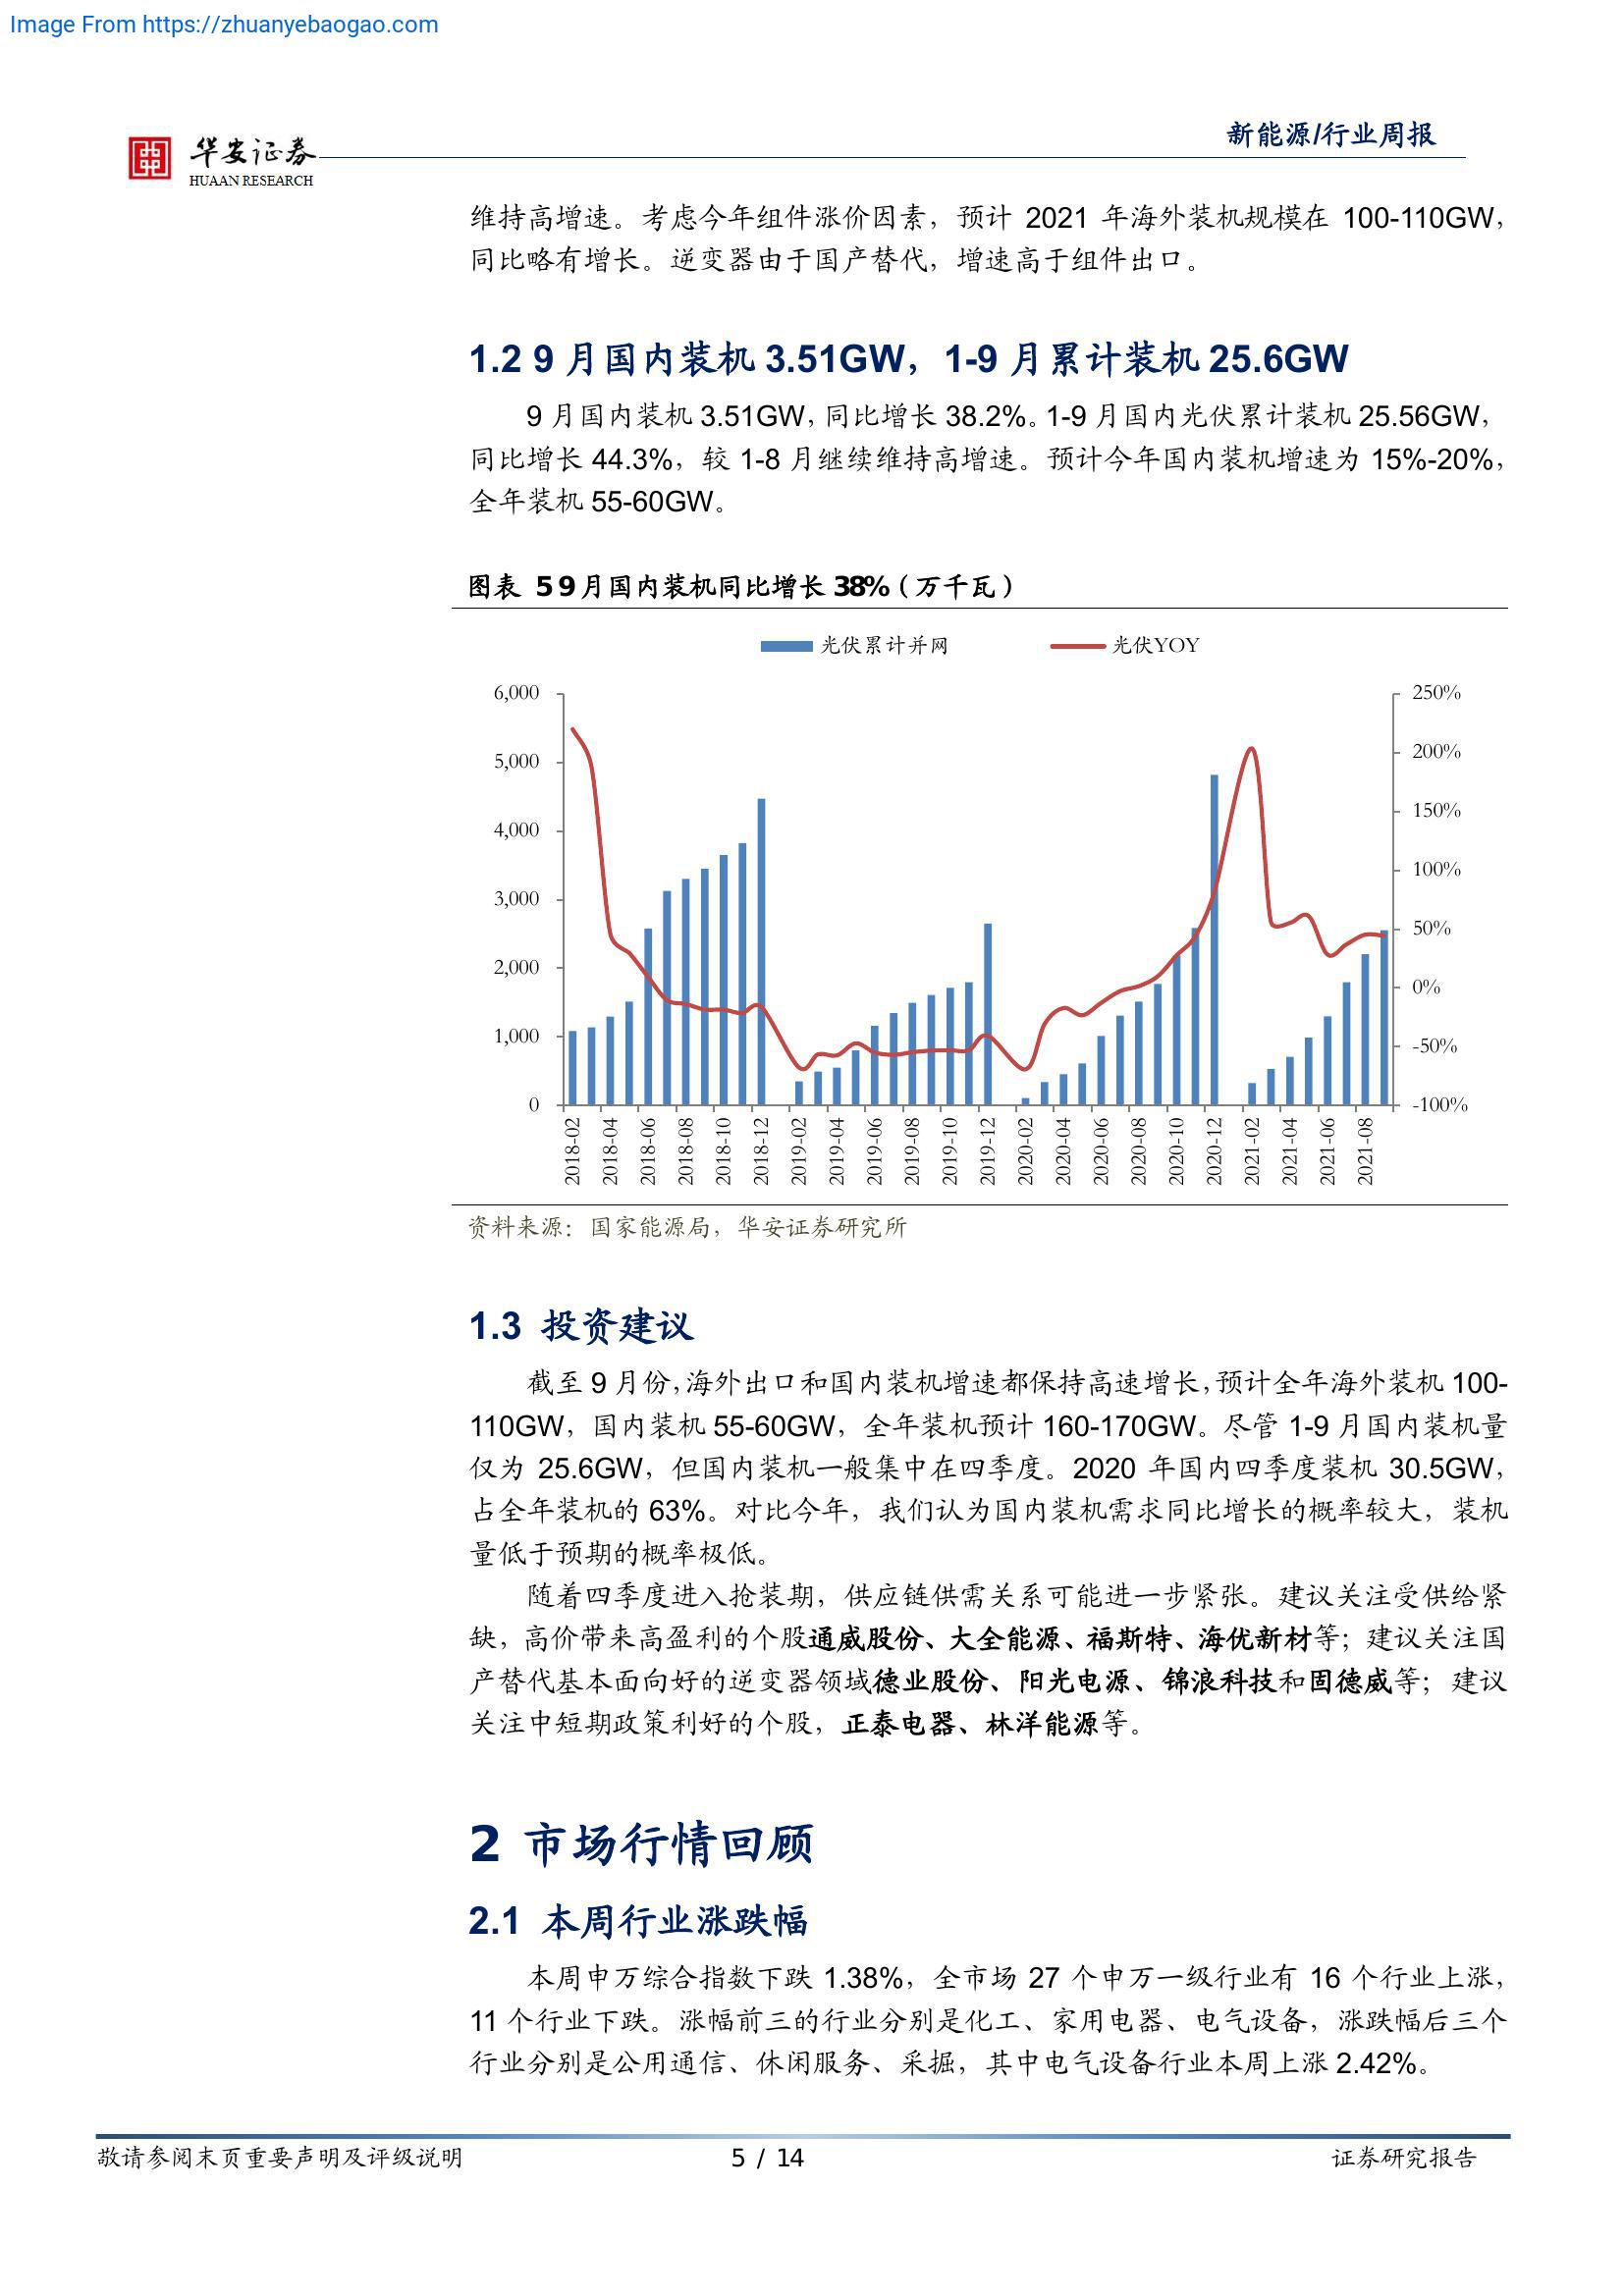 Image From https://zhuanyebaogao.com
华安证券
HUAAN RESEARCH
新能源/行业周报
维持高增速。考虑今年组件涨价因素，预计 2021 年海外装机规模在 100-110GW，
同比略有增长。逆变器由于国产替代，增速高于组件出口。
1.2 9 月国内装机 3.51GW，1-9 月累计装机 25.6GW
9 月国内装机 3.51GW，同比增长 38.2%。1-9 月国内光伏累计装机 25.56GW，
同比增长 44.3%，较 1-8 月继续维持高增速。预计今年国内装机增速为 15%-20%，
全年装机 55-60GW。
图表 5 9 月国内装机同比增长 38%（万千瓦）
光伏累计并网 光伏YOY
6,000
5,000
4,000
3,000
2,000
1,000
0
250%
200%
150%
100%
50%
0%
-50%
-100%
2018-02
2018-04
2018-06
2018-08
2018-10
2018-12
2019-02
2019-04
2019-06
2019-08
2019-10
2019-12
2020-02
2020-04
2020-06
2020-08
2020-10
2020-12
2021-02
2021-04
2021-06
2021-08
资料来源：国家能源局，华安证券研究所
1.3 投资建议
截至 9 月份，海外出口和国内装机增速都保持高速增长，预计全年海外装机 100-
110GW，国内装机 55-60GW，全年装机预计 160-170GW。尽管 1-9 月国内装机量
仅为 25.6GW，但国内装机一般集中在四季度。2020 年国内四季度装机 30.5GW，
占全年装机的 63%。对比今年，我们认为国内装机需求同比增长的概率较大，装机
量低于预期的概率极低。
随着四季度进入抢装期，供应链供需关系可能进一步紧张。建议关注受供给紧
缺，高价带来高盈利的个股通威股份、大全能源、福斯特、海优新材等；建议关注国
产替代基本面向好的逆变器领域德业股份、阳光电源、锦浪科技和固德威等；建议
关注中短期政策利好的个股，正泰电器、林洋能源等。
2 市场行情回顾
2.1 本周行业涨跌幅
本周申万综合指数下跌 1.38%，全市场 27 个申万一级行业有 16 个行业上涨，
11 个行业下跌。涨幅前三的行业分别是化工、家用电器、电气设备，涨跌幅后三个
行业分别是公用通信、休闲服务、采掘，其中电气设备行业本周上涨 2.42%。
敬请参阅末页重要声明及评级说明
5 / 14
证券研究报告